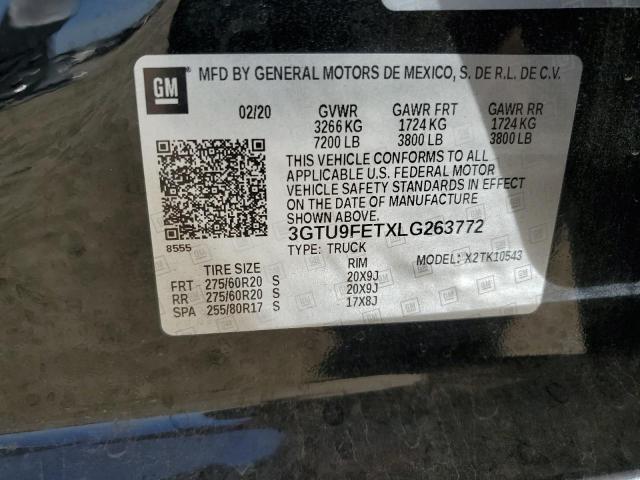 GM MFD BY GENERAL MOTORS DE MEXICO, S. DE R.L. DE C.V.
02/20 GVWR GAWR FRT GAWR RR
3266 KG 1724 KG 1724 KG
7200 LB 3800 LB 3800 LB
THIS VEHICLE CONFORMS TO ALL
APPLICABLE U.S. FEDERAL MOTOR
VEHICLE SAFETY STANDARDS IN EFFECT
ON THE DATE OF MANUFACTURE
SHOWN ABOVE.
8555 3GTU9FETXLG263772
TYPE: TRUCK MODEL: X2TK10543
TIRE SIZE RIM
FRT 275/60R20 S 20X9J
RR 275/60R20 S 20X9J
SPA 255/80R17 S 17X8J